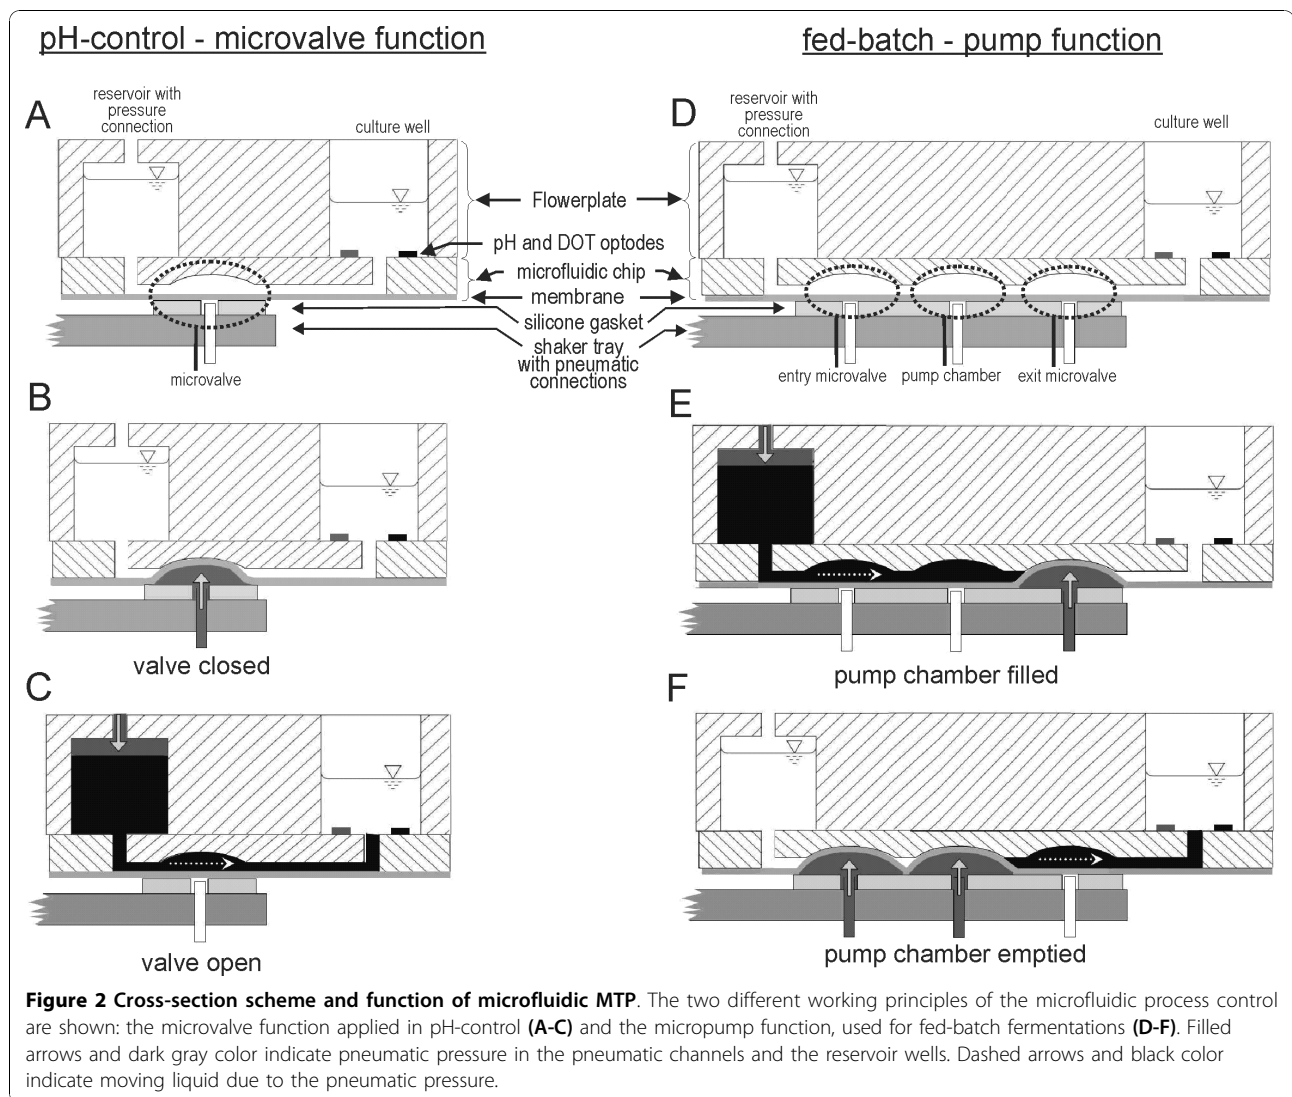 pH-control - microvalve function
fed-batch - pump function
A
reservoir with
pressure
connection
culture well
D
reservoir with
pressure
connection
culture well
Flowerplate
pH and DOT optodes
microfluidic chip
membrane
silicone gasket
shaker tray
with pneumatic
connections
microvalve
entry microvalve
pump chamber
exit microvalve
B
valve closed
E
pump chamber filled
C
valve open
F
pump chamber emptied
Figure 2 Cross-section scheme and function of microfluidic MTP. The two different working principles of the microfluidic process control
are shown: the microvalve function applied in pH-control (A-C) and the micropump function, used for fed-batch fermentations (D-F). Filled
arrows and dark gray color indicate pneumatic pressure in the pneumatic channels and the reservoir wells. Dashed arrows and black color
indicate moving liquid due to the pneumatic pressure.